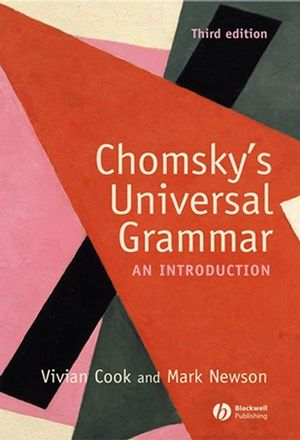 Third edition
Chomsky's
Universal
Grammar
AN INTRODUCTION
Vivian Cook and Mark Newson
Blackwell
Publishing